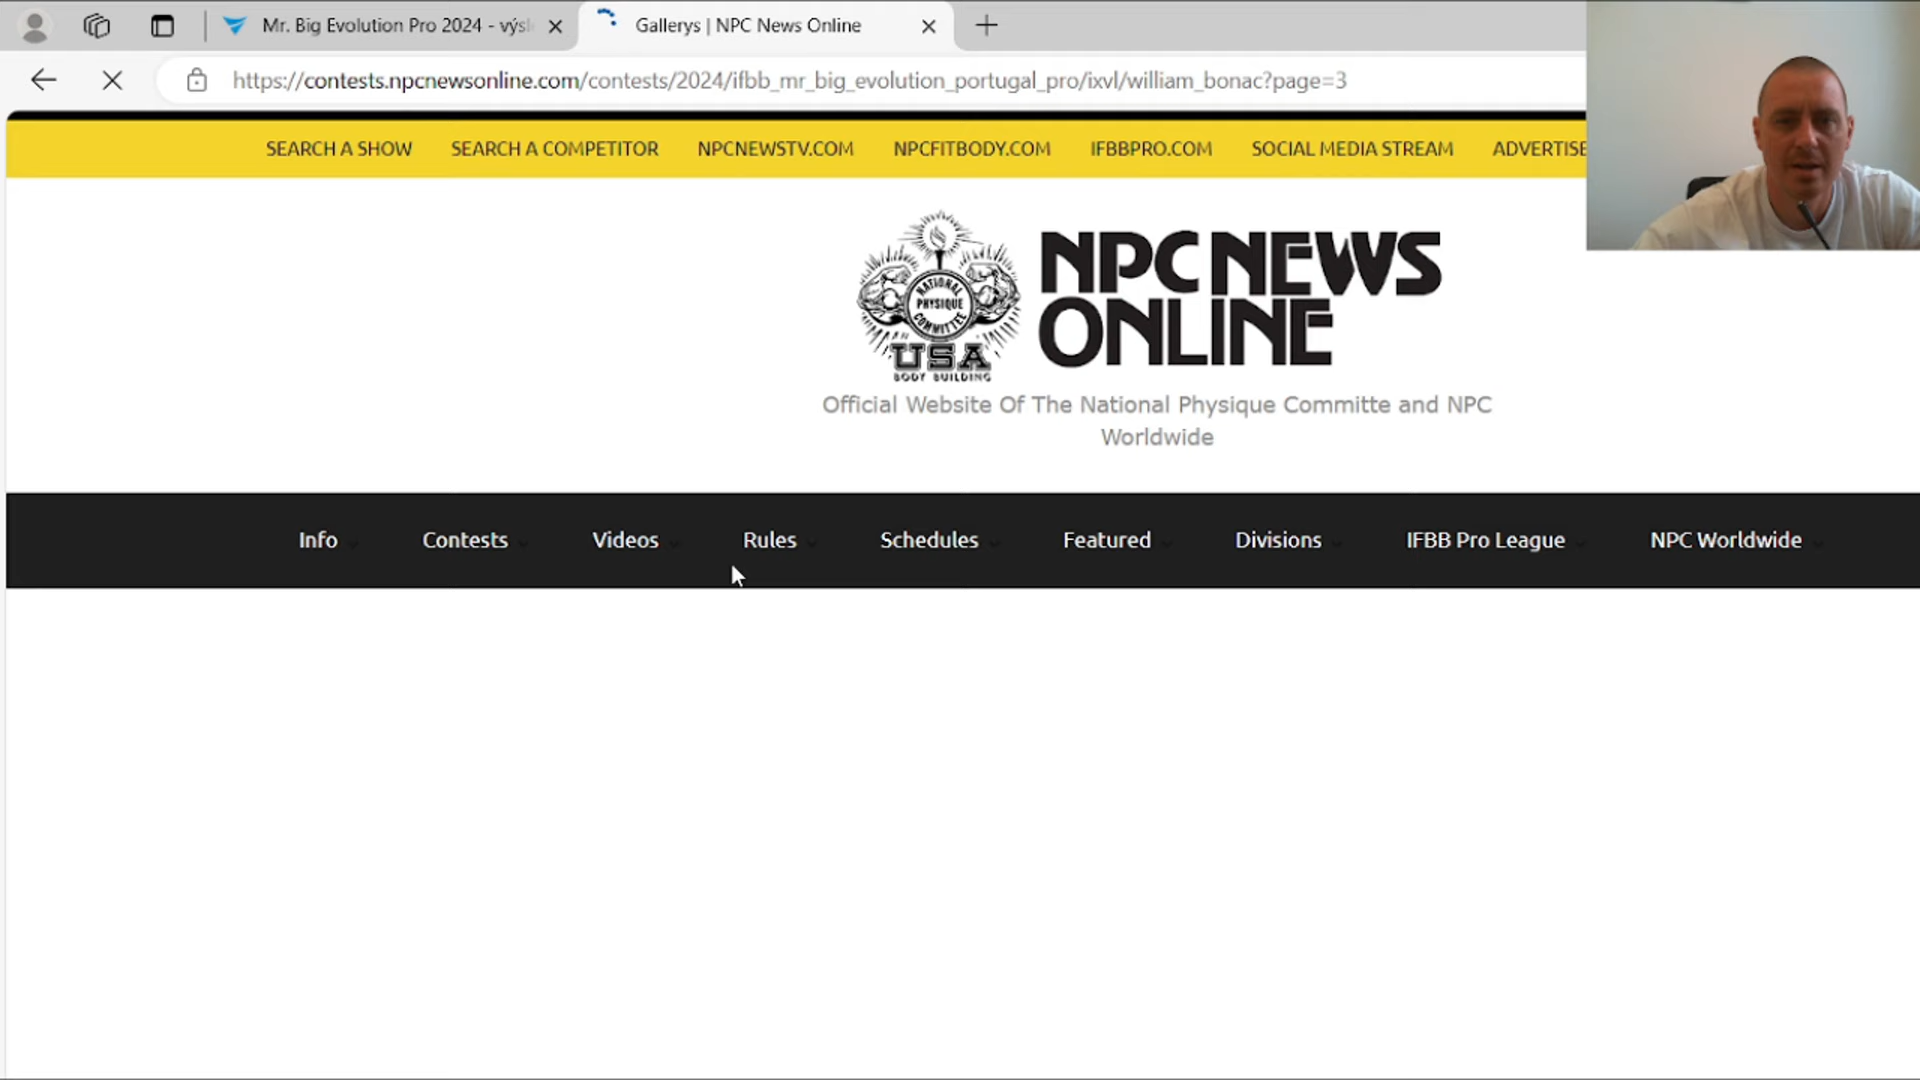 Mr. Big Evolution Pro 2024 - výsl
Gallerys | NPC News Online
https://contests.npcnewsonline.com/contests/2024/ifbb_mr_big_evolution_portugal_pro/ixvl/william_bonac?page=3
SEARCH A SHOW SEARCH A COMPETITOR NPCNEWSTV.COM NPCFITBODY.COM IFBBPRO.COM SOCIAL MEDIA STREAM ADVERTISE
NATIONAL
PHYSIQUE
COMMITTEE
USA
BODY BUILDING
NPC NEWS
ONLINE
Official Website Of The National Physique Committe and NPC
Worldwide
Info Contests Videos Rules Schedules Featured Divisions IFBB Pro League NPC Worldwide